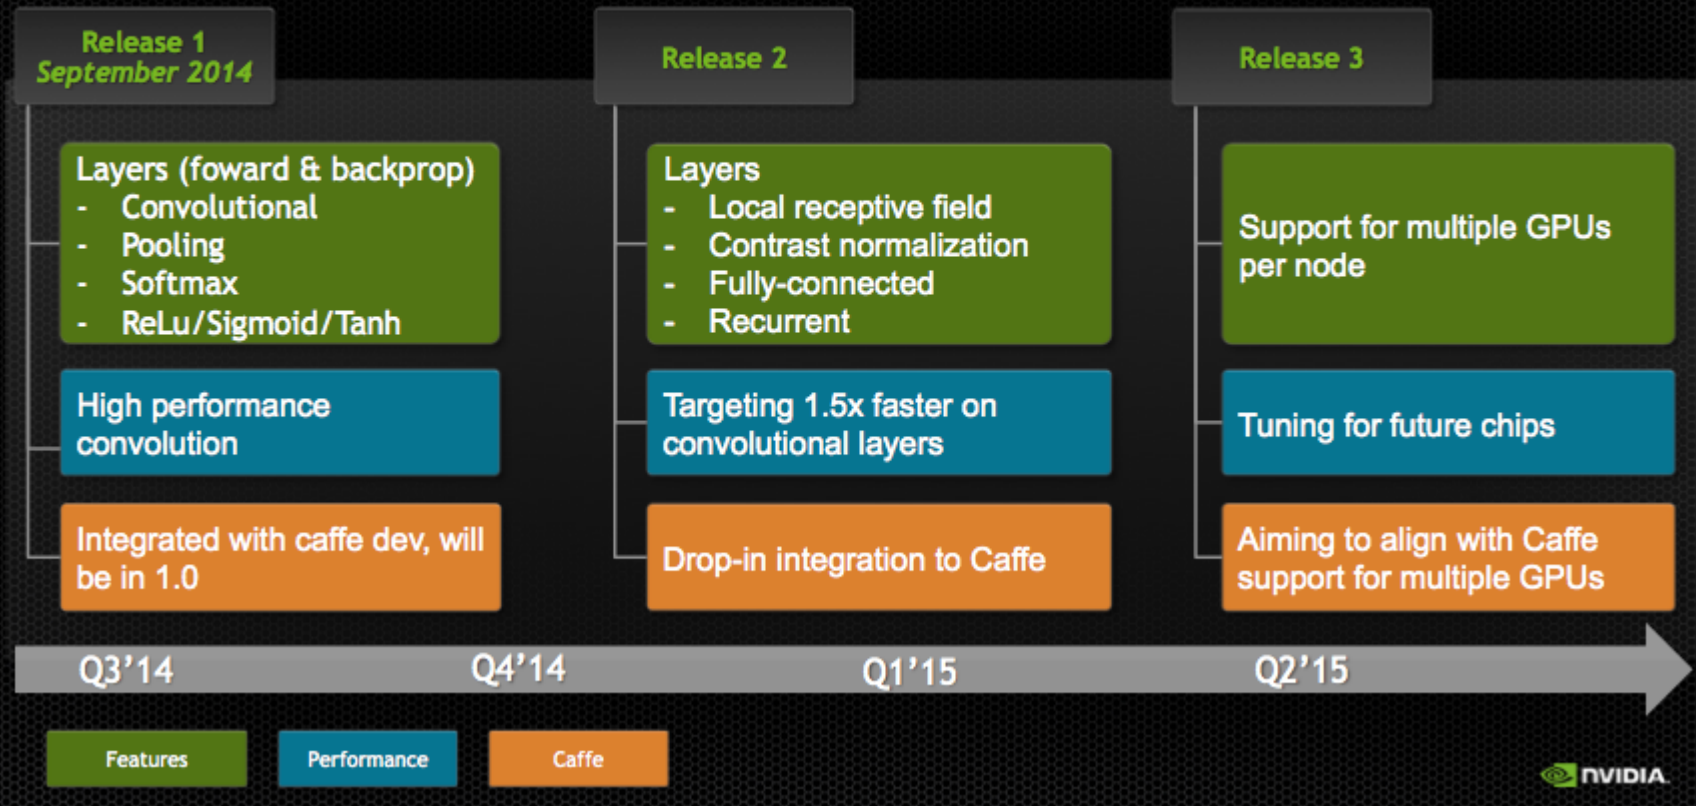 Release 1
September 2014
Layers (foward & backprop)
- Convolutional
- Pooling
- Softmax
- ReLu/Sigmoid/Tanh
High performance
convolution
Integrated with caffe dev, will
be in 1.0
Release 2
Layers
- Local receptive field
- Contrast normalization
- Fully-connected
- Recurrent
Targeting 1.5x faster on
convolutional layers
Drop-in integration to Caffe
Release 3
Support for multiple GPUs
per node
Tuning for future chips
Aiming to align with Caffe
support for multiple GPUs
Q3’14 Q4’14 Q1’15 Q2’15
Features Performance Caffe
NVIDIA.